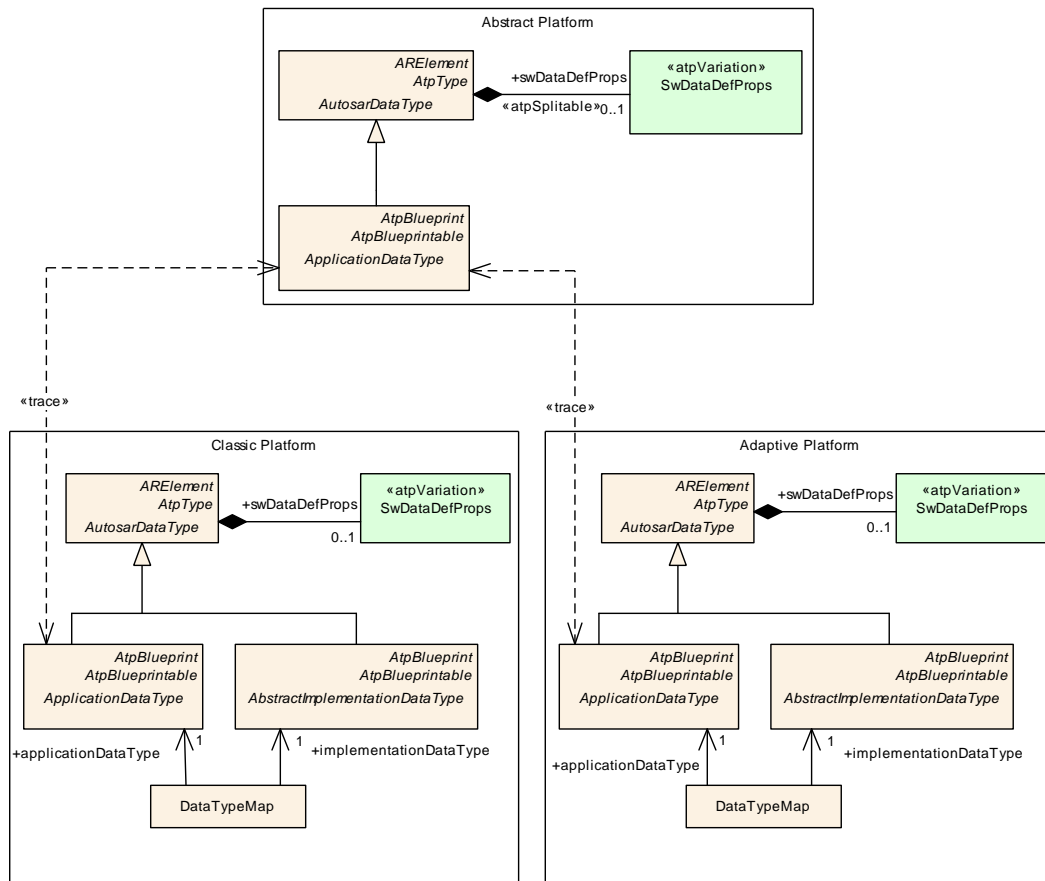 Abstract Platform
ARElement
AtpType
AutosarDataType
+swDataDefProps
«atpSplitable»
0..1
«atpVariation»
SwDataDefProps
AtpBlueprint
AtpBlueprintable
ApplicationDataType
«trace»
«trace»
Classic Platform
ARElement
AtpType
AutosarDataType
+swDataDefProps
0..1
«atpVariation»
SwDataDefProps
AtpBlueprint
AtpBlueprintable
ApplicationDataType
AtpBlueprint
AtpBlueprintable
AbstractImplementationDataType
+applicationDataType
1
1
+implementationDataType
DataTypeMap
Adaptive Platform
ARElement
AtpType
AutosarDataType
+swDataDefProps
0..1
«atpVariation»
SwDataDefProps
AtpBlueprint
AtpBlueprintable
ApplicationDataType
AtpBlueprint
AtpBlueprintable
AbstractImplementationDataType
+applicationDataType
1
1
+implementationDataType
DataTypeMap